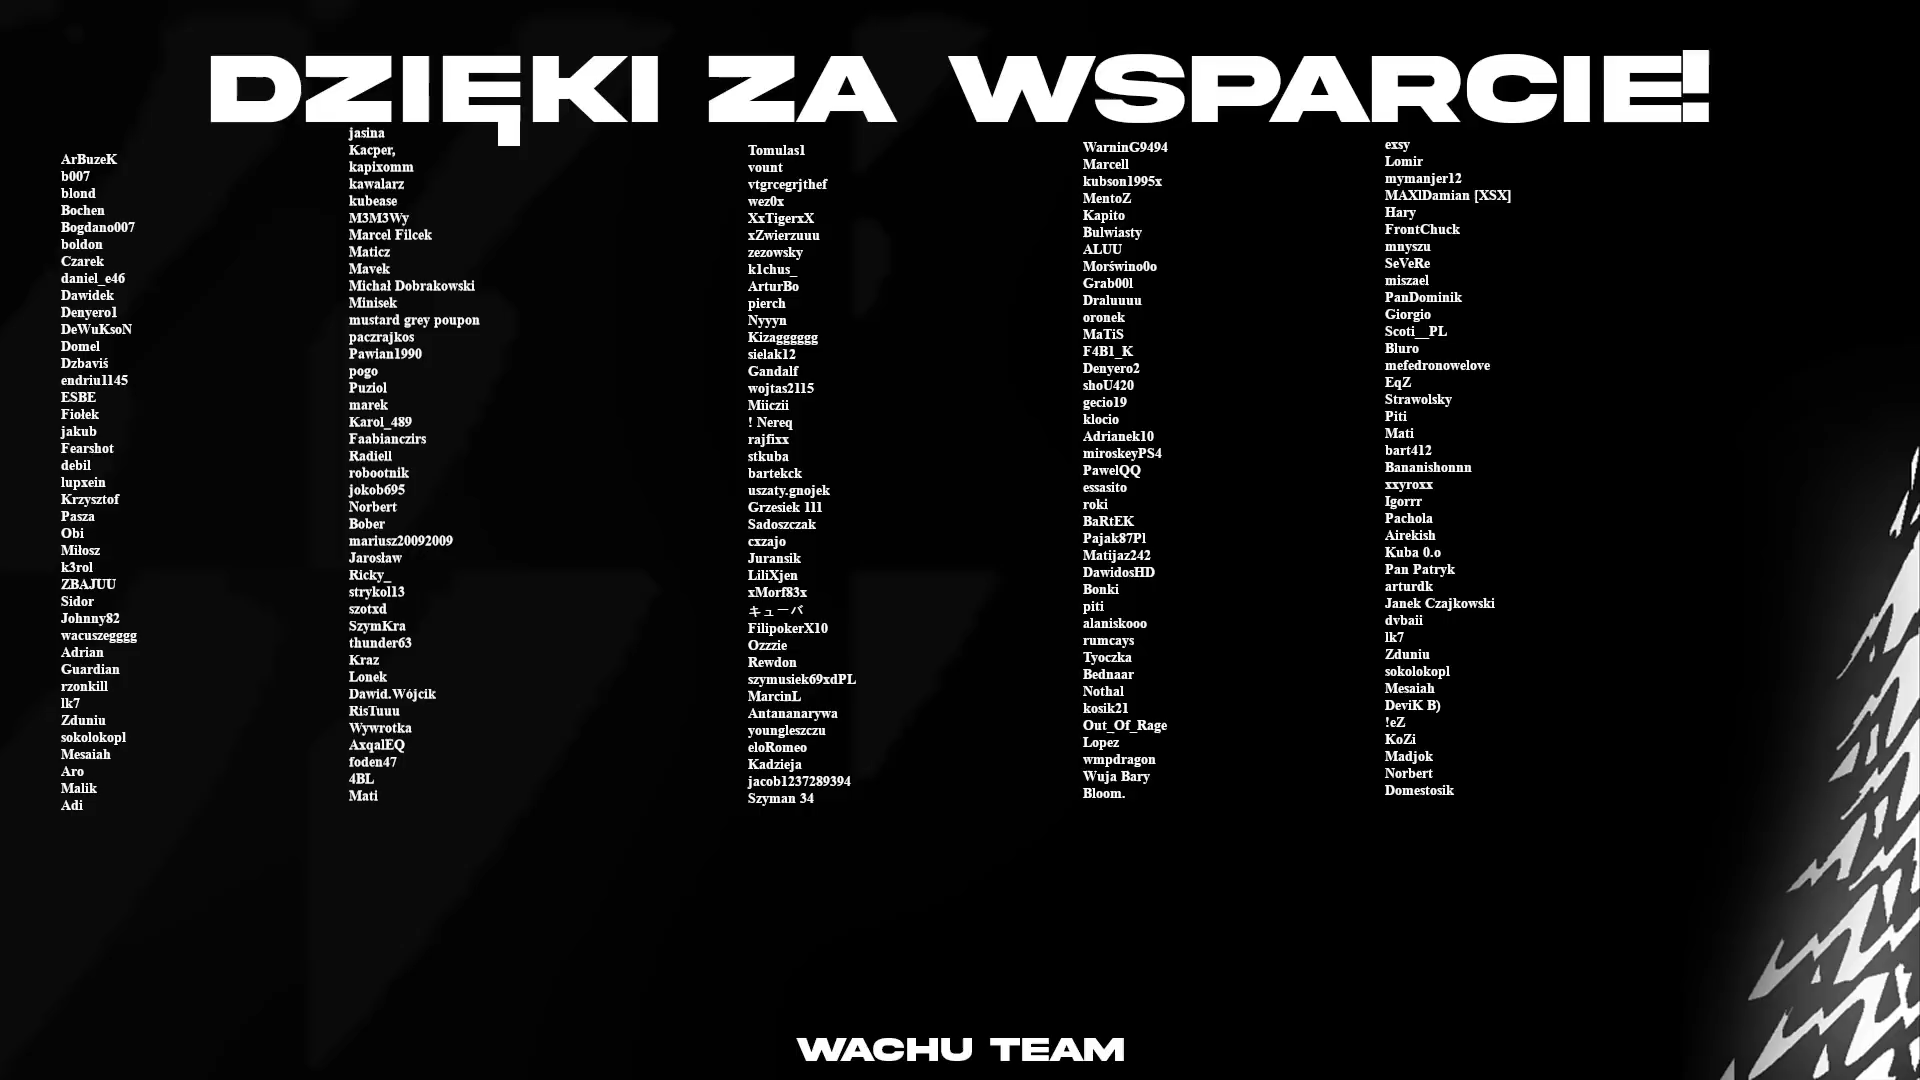 DZIĘKI ZA WSPARCIE!
ArBuzeK
b007
blond
Bochen
Bogdano007
boldon
Czarek
daniel_e46
Dawidek
Denyero1
DeWuKsoN
Domel
Dzbaviś
endriu1145
ESBE
Fiołek
jakub
Fearshot
debil
lupxein
Krzysztof
Pasza
Obi
Miłosz
k3rol
ZBAJUU
Sidor
Johnny82
wacuszegggg
Adrian
Guardian
rzonkill
lk7
Zduniu
sokolokopl
Mesaiah
Aro
Malik
Adi
jasina
Kacper,
kapixomm
kawalarz
kubease
M3M3Wy
Marcel Filcek
Maticz
Mavek
Michał Dobrakowski
Minisek
mustard grey poupon
paczrajkos
Pawian1990
pogo
Puziol
marek
Karol_489
Faabianczirs
Radiell
robootnik
jokob695
Norbert
Bober
mariusz20092009
Jarosław
Ricky_
strykol13
szotxd
SzymKra
thunder63
Kraz
Lonek
Dawid.Wójcik
RisTuuu
Wywrotka
AxqalEQ
foden47
4BL
Mati
Tomulas1
vount
vtgrcegrjthef
wez0x
XxTigerxX
xZwierzuuu
zezowsky
k1chus_
ArturBo
pierch
Nyyyn
Kizagggggg
sielak12
Gandalf
wojtas2115
Miiczii
! Nereq
rajfixx
stkuba
bartekck
uszaty.gnojek
Grzesiek 111
Sadoszczak
cxzajo
Juransik
LiliXjen
xMorf83x
キューバ
FilipokerX10
Ozzzie
Rewdon
szymusiek69xdPL
MarcinL
Antananarywa
youngleszczu
eloRomeo
Kadzieja
jacob1237289394
Szyman 34
WarninG9494
Marcell
kubson1995x
MentoZ
Kapito
Bulwiasty
ALUU
Morświno0o
Grab00l
Draluuuu
oronek
MaTiS
F4B1_K
Denyero2
shoU420
gecio19
klocio
Adrianek10
miroskeyPS4
PawelQQ
essasito
roki
BaRtEK
Pajak87Pl
Matijaz242
DawidosHD
Bonki
piti
alaniskooo
rumcays
Tyoczka
Bednaar
Nothal
kosik21
Out_Of_Rage
Lopez
wmpdragon
Wuja Bary
Bloom.
exsy
Lomir
mymanjer12
MAXlDamian [XSX]
Hary
FrontChuck
mnyszu
SeVeRe
miszael
PanDominik
Giorgio
Scoti__PL
Bluro
mefedronowelove
EqZ
Strawolsky
Piti
Mati
bart412
Bananishonnn
xxyroxx
Igorrr
Pachola
Airekish
Kuba 0.o
Pan Patryk
arturdk
Janek Czajkowski
dvbaii
lk7
Zduniu
sokolokopl
Mesaiah
DeviK B)
!eZ
KoZi
Madjok
Norbert
Domestosik
WACHU TEAM